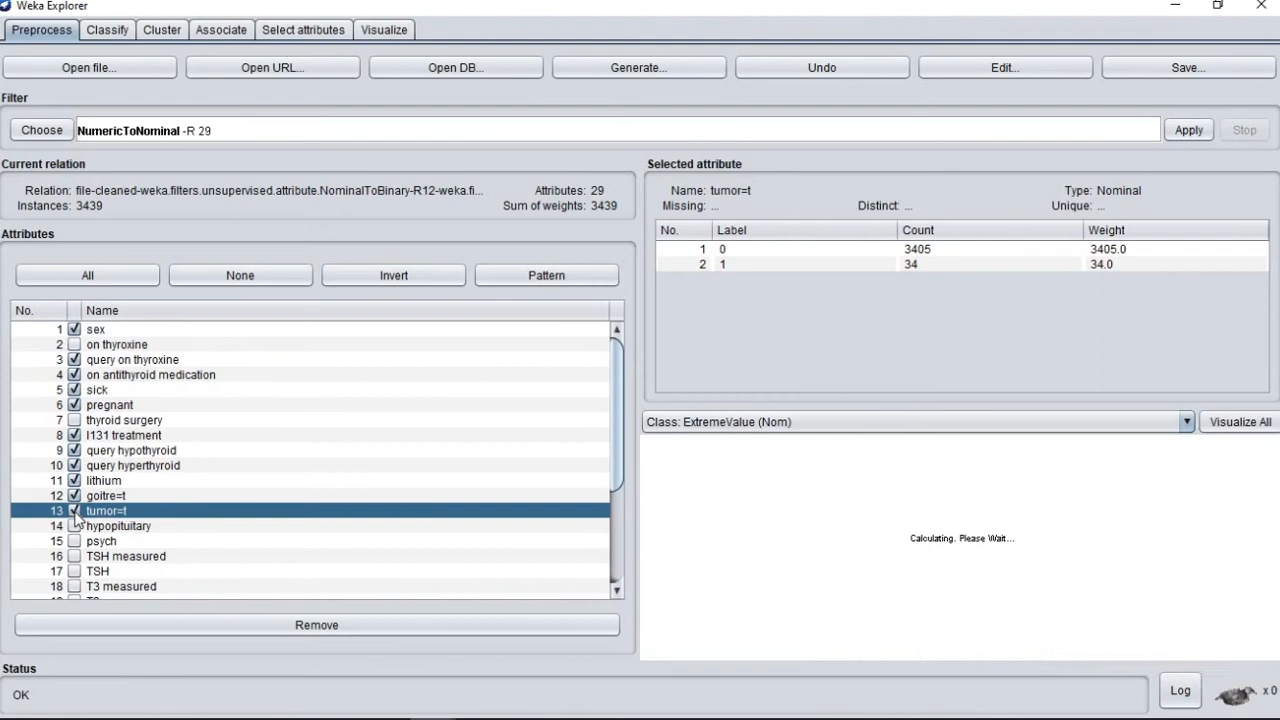 Weka Explorer
Preprocess Classify Cluster Associate Select attributes Visualize
Open file... Open URL... Open DB... Generate... Undo Edit... Save...
Filter
Choose NumericToNominal -R 29 Apply Stop
Current relation
Relation: file-cleaned-weka.filters.unsupervised.attribute.NominalToBinary-R12-weka.fi... Attributes: 29
Instances: 3439 Sum of weights: 3439
Attributes
All None Invert Pattern
No. Name
1 sex
2 on thyroxine
3 query on thyroxine
4 on antithyroid medication
5 sick
6 pregnant
7 thyroid surgery
8 I131 treatment
9 query hypothyroid
10 query hyperthyroid
11 lithium
12 goitre=t
13 tumor=t
14 hypopituitary
15 psych
16 TSH measured
17 TSH
18 T3 measured
Remove
Selected attribute
Name: tumor=t Type: Nominal
Missing: ... Distinct: ... Unique: ...
No. Label Count Weight
1 0 3405 3405.0
2 1 34 34.0
Class: ExtremeValue (Nom) Visualize All
Calculating. Please Wait...
Status
OK
Log x 0